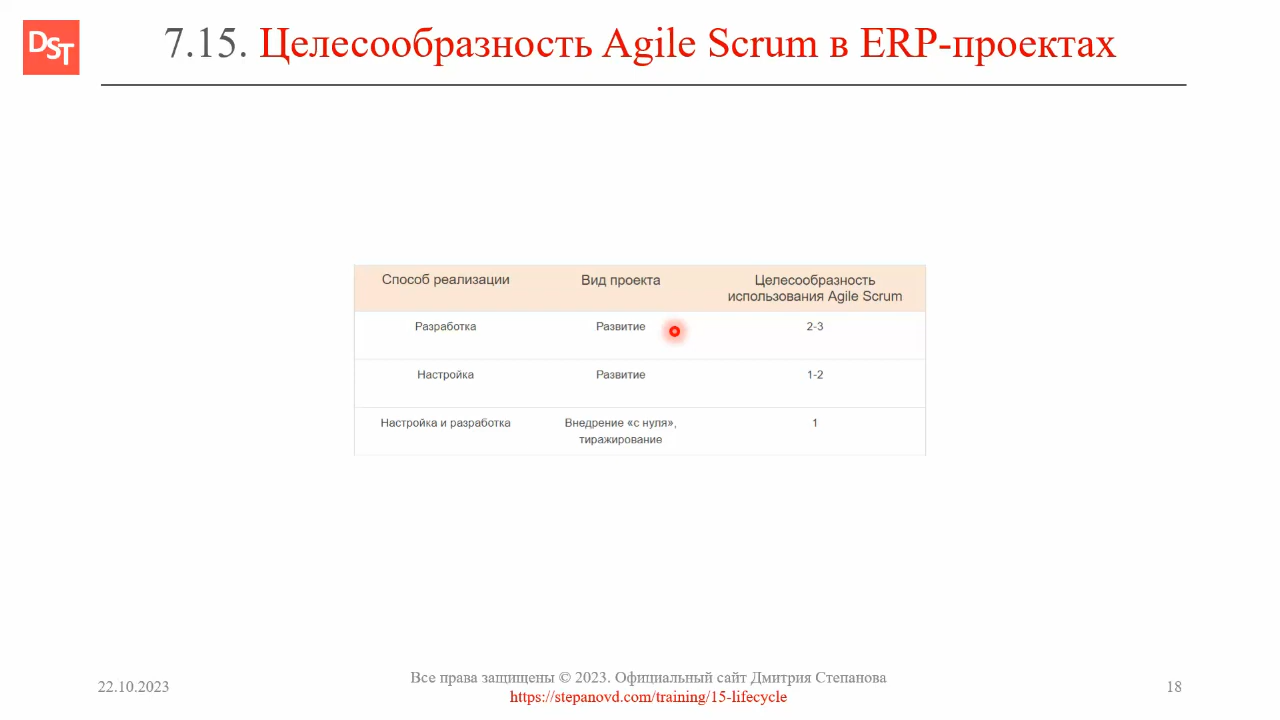 DST
7.15. Целесообразность Agile Scrum в ERP-проектах
Способ реализации Вид проекта Целесообразность
использования Agile Scrum
Разработка Развитие 2-3
Настройка Развитие 1-2
Настройка и разработка Внедрение «с нуля», 1
тиражирование
22.10.2023 Все права защищены © 2023. Официальный сайт Дмитрия Степанова 18
https://stepanovd.com/training/15-lifecycle